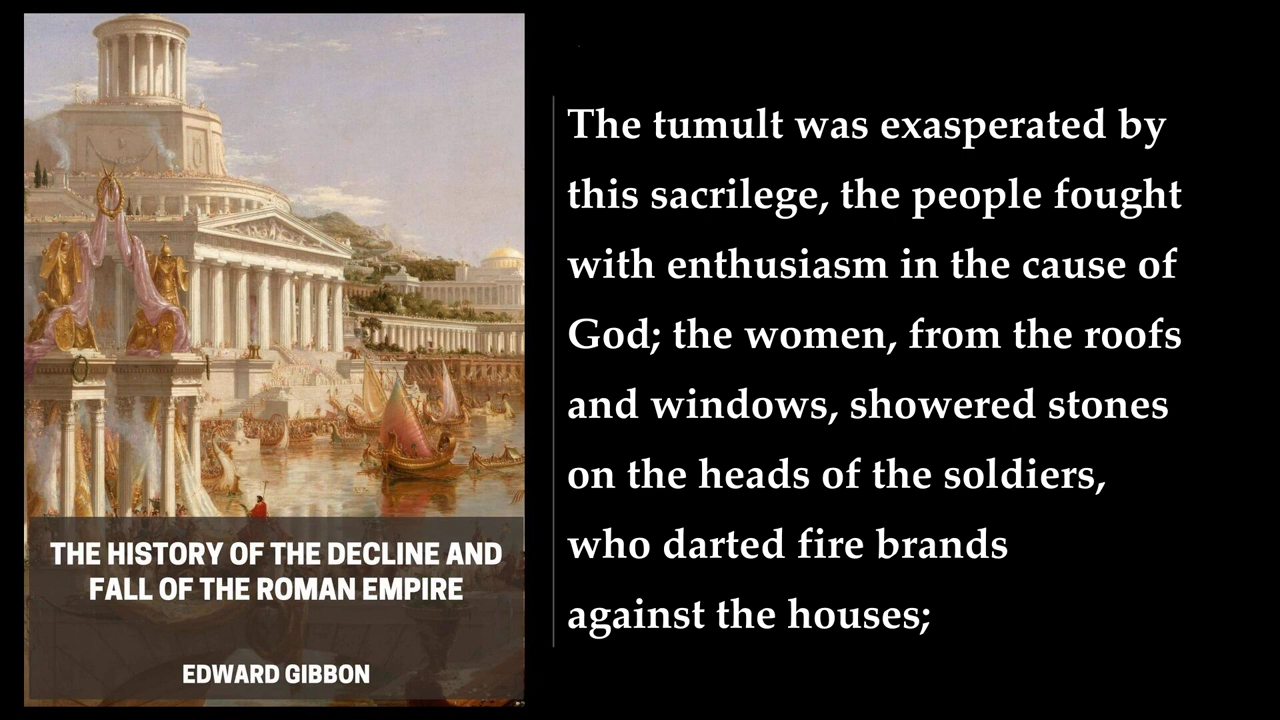 THE HISTORY OF THE DECLINE AND
FALL OF THE ROMAN EMPIRE
EDWARD GIBBON
The tumult was exasperated by
this sacrilege, the people fought
with enthusiasm in the cause of
God; the women, from the roofs
and windows, showered stones
on the heads of the soldiers,
who darted fire brands
against the houses;